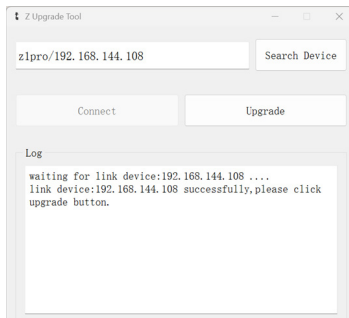 Z Upgrade Tool
z1pro/192.168.144.108
Search Device
Connect
Upgrade
Log
waiting for link device:192.168.144.108 ....
link device:192.168.144.108 successfully,please click
upgrade button.